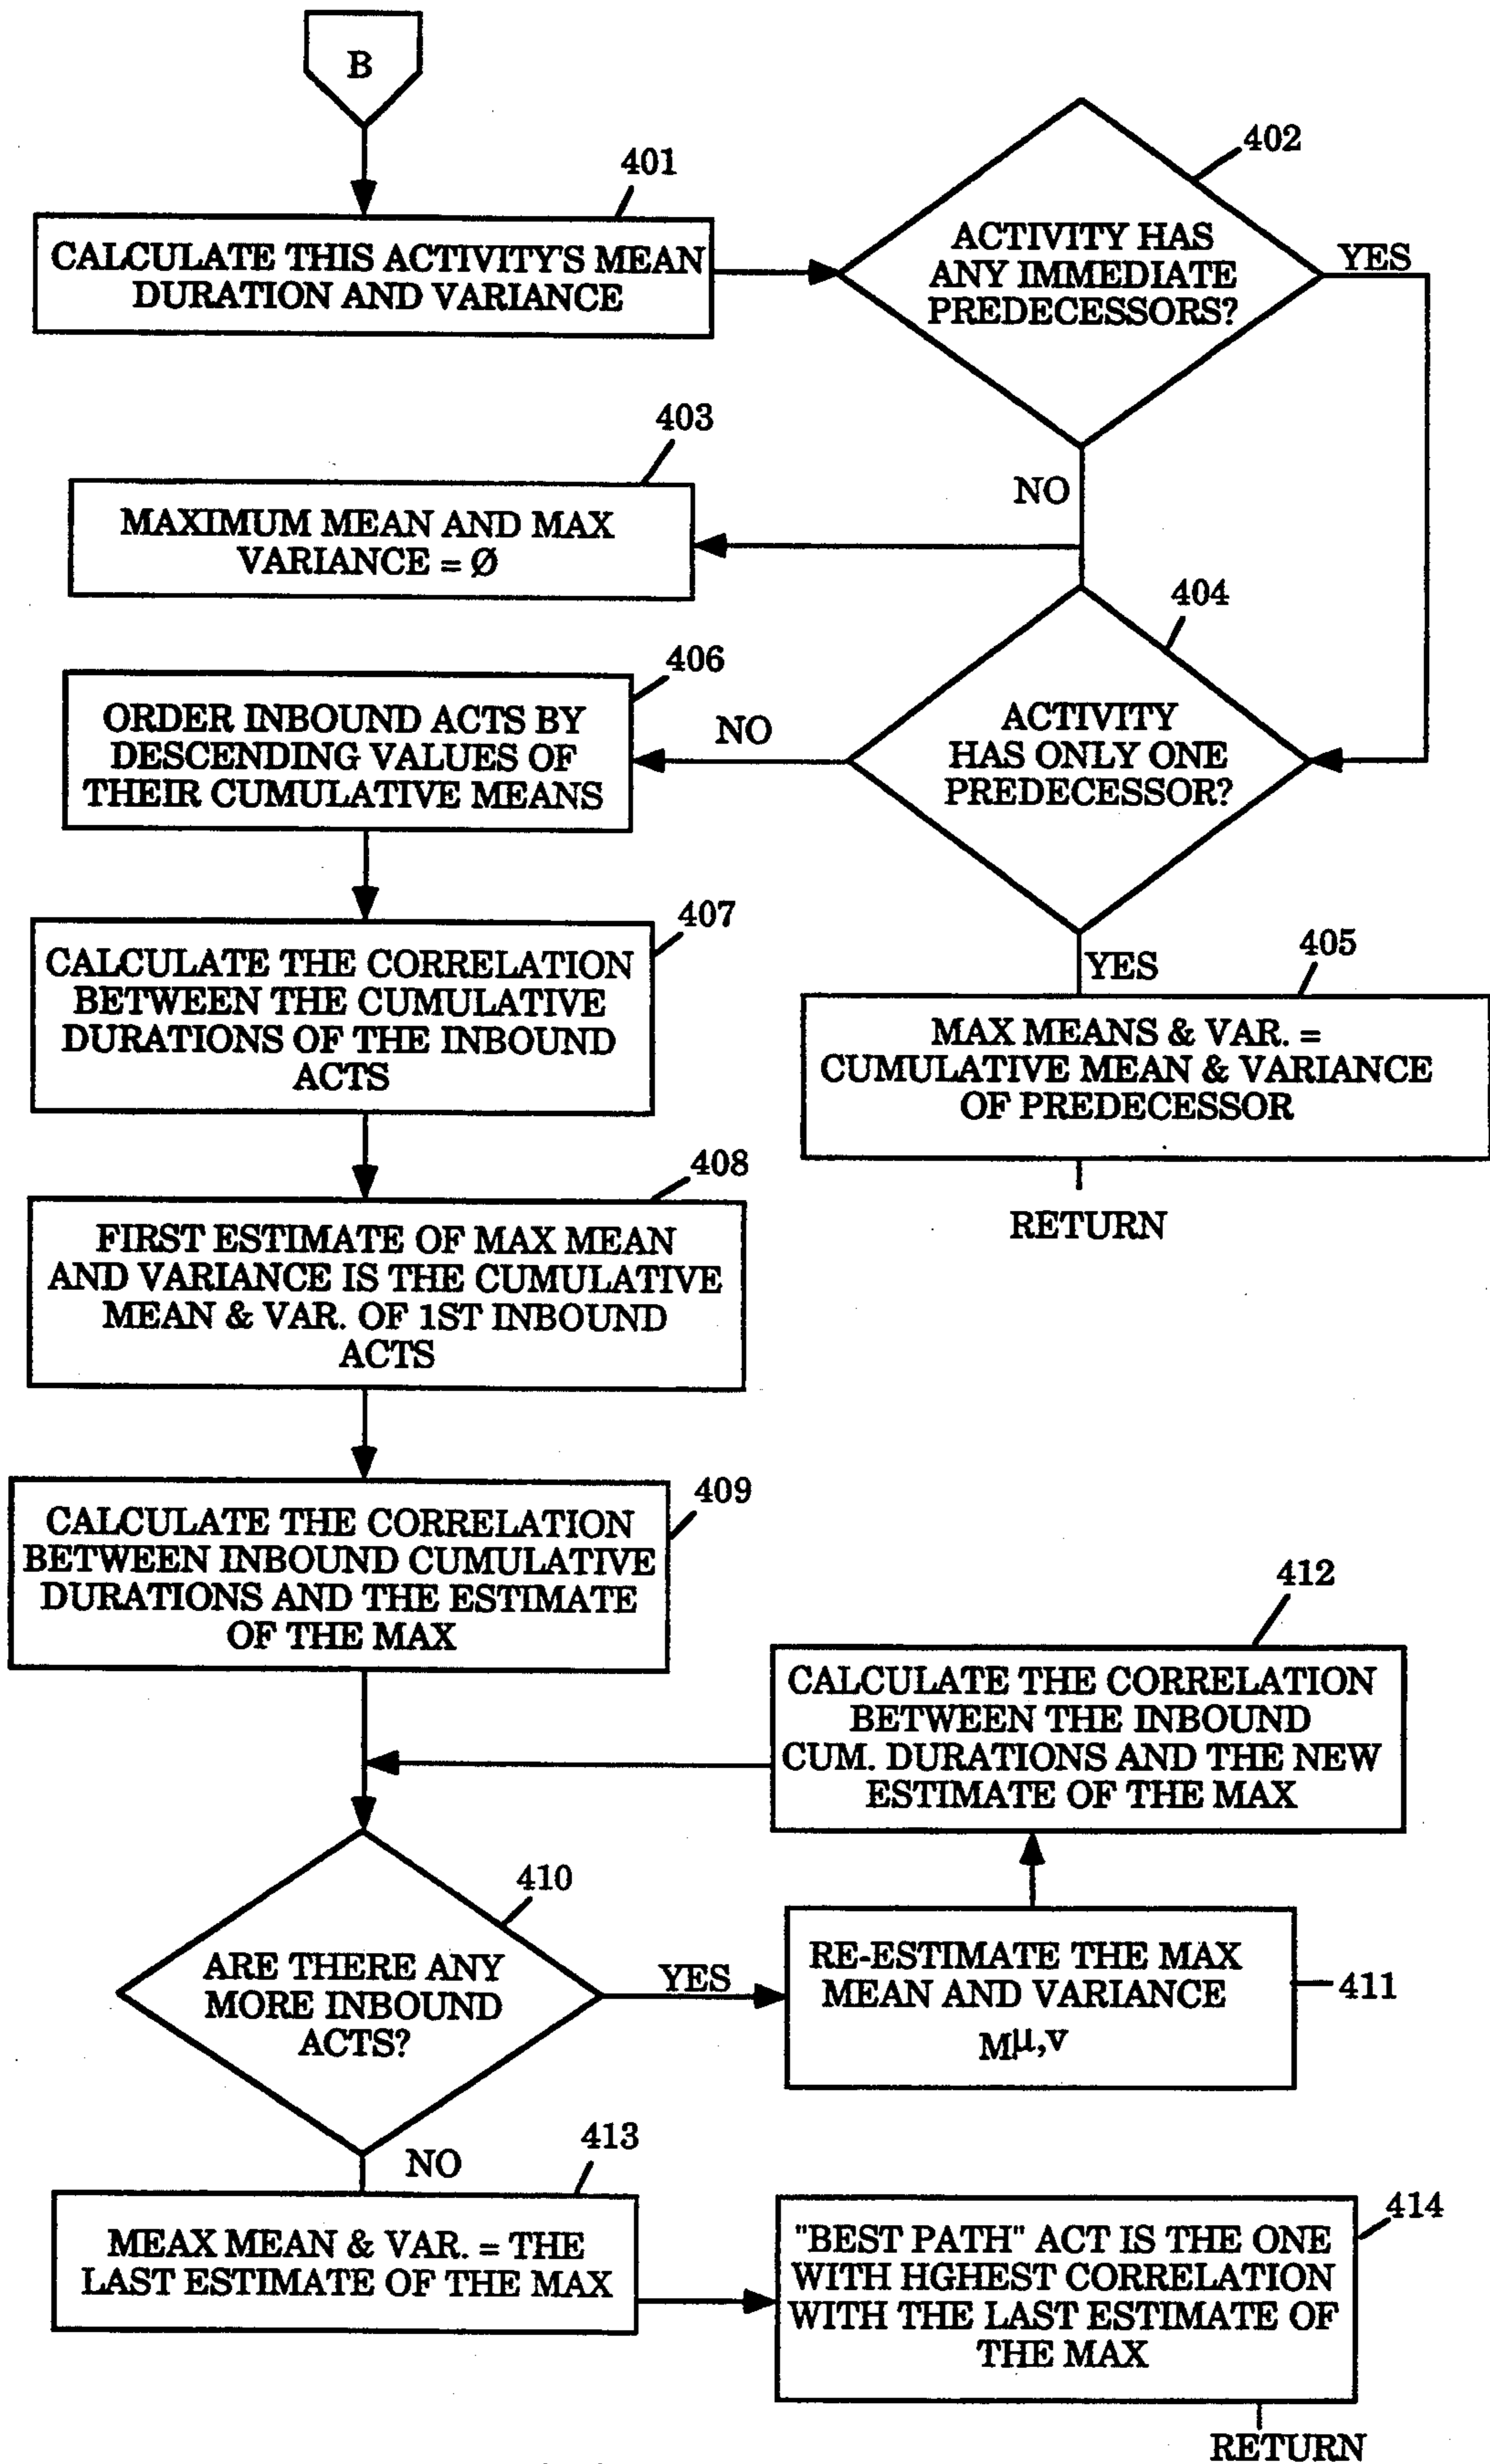 B
401
CALCULATE THIS ACTIVITY'S MEAN
DURATION AND VARIANCE
402
ACTIVITY HAS
ANY IMMEDIATE
PREDECESSORS?
YES
NO
403
MAXIMUM MEAN AND MAX
VARIANCE = Ø
404
ACTIVITY
HAS ONLY ONE
PREDECESSOR?
NO
YES
405
MAX MEANS & VAR. =
CUMULATIVE MEAN & VARIANCE
OF PREDECESSOR
RETURN
406
ORDER INBOUND ACTS BY
DESCENDING VALUES OF
THEIR CUMULATIVE MEANS
407
CALCULATE THE CORRELATION
BETWEEN THE CUMULATIVE
DURATIONS OF THE INBOUND
ACTS
408
FIRST ESTIMATE OF MAX MEAN
AND VARIANCE IS THE CUMULATIVE
MEAN & VAR. OF 1ST INBOUND
ACTS
409
CALCULATE THE CORRELATION
BETWEEN INBOUND CUMULATIVE
DURATIONS AND THE ESTIMATE
OF THE MAX
410
ARE THERE ANY
MORE INBOUND
ACTS?
YES
NO
411
RE-ESTIMATE THE MAX
MEAN AND VARIANCE
Mμ,v
412
CALCULATE THE CORRELATION
BETWEEN THE INBOUND
CUM. DURATIONS AND THE NEW
ESTIMATE OF THE MAX
413
MEAX MEAN & VAR. = THE
LAST ESTIMATE OF THE MAX
414
"BEST PATH" ACT IS THE ONE
WITH HGHEST CORRELATION
WITH THE LAST ESTIMATE OF
THE MAX
RETURN